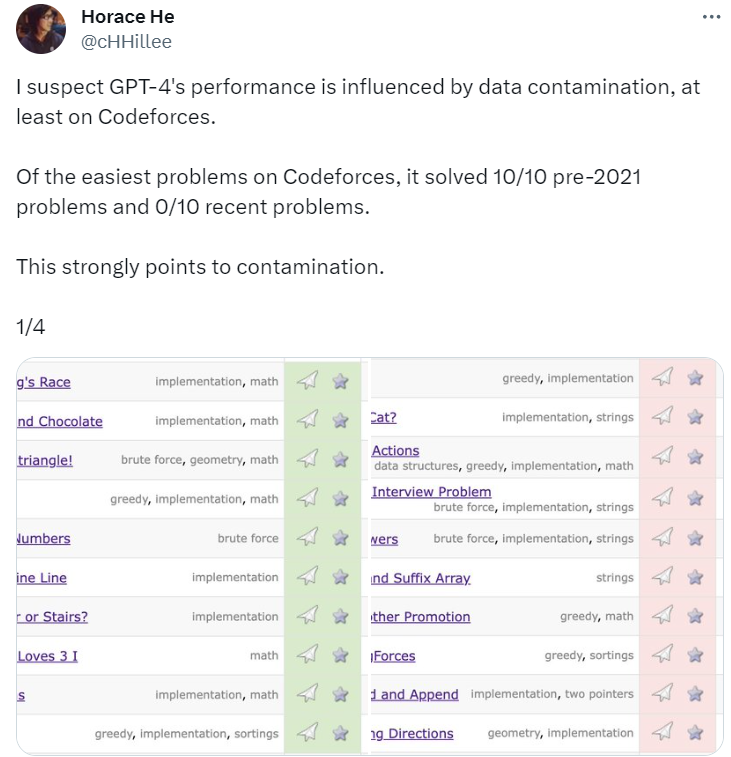 Horace He
@cHHillee
I suspect GPT-4's performance is influenced by data contamination, at
least on Codeforces.
Of the easiest problems on Codeforces, it solved 10/10 pre-2021
problems and 0/10 recent problems.
This strongly points to contamination.
1/4
g's Race implementation, math
nd Chocolate implementation, math
triangle! brute force, geometry, math
greedy, implementation, math
Numbers brute force
ine Line implementation
r or Stairs? implementation
Loves 3 I math
s implementation, math
greedy, implementation, sortings
greedy, implementation
Cat? implementation, strings
Actions
data structures, greedy, implementation, math
Interview Problem
brute force, implementation, strings
wers brute force, implementation, strings
nd Suffix Array strings
ther Promotion greedy, math
gForces greedy, sortings
d and Append implementation, two pointers
ng Directions geometry, implementation